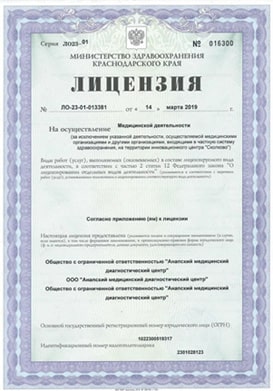 Серия ЛО23-01
№ 016300
МИНИСТЕРСТВО ЗДРАВООХРАНЕНИЯ
КРАСНОДАРСКОГО КРАЯ
ЛИЦЕНЗИЯ
№ ЛО-23-01-013381 от « 14 » марта 2019
На осуществление Медицинской деятельности
(за исключением указанной деятельности, осуществляемой медицинскими
организациями и другими организациями, входящими в частную систему
здравоохранения, на территории инновационного центра "Сколково")
Виды работ (услуг), выполняемых (оказываемых) в составе лицензируемого вида
деятельности, в соответствии с частью 2 статьи 12 Федерального закона "О
лицензировании отдельных видов деятельности":
Согласно приложению (ям) к лицензии
Настоящая лицензия предоставлена
Общество с ограниченной ответственностью "Анапский медицинский
диагностический центр"
ООО "Анапский медицинский диагностический центр"
Общество с ограниченной ответственностью "Анапский медицинский
диагностический центр"
Основной государственный регистрационный номер юридического лица (ОГРН)
1022300519317
Идентификационный номер налогоплательщика
2301028123